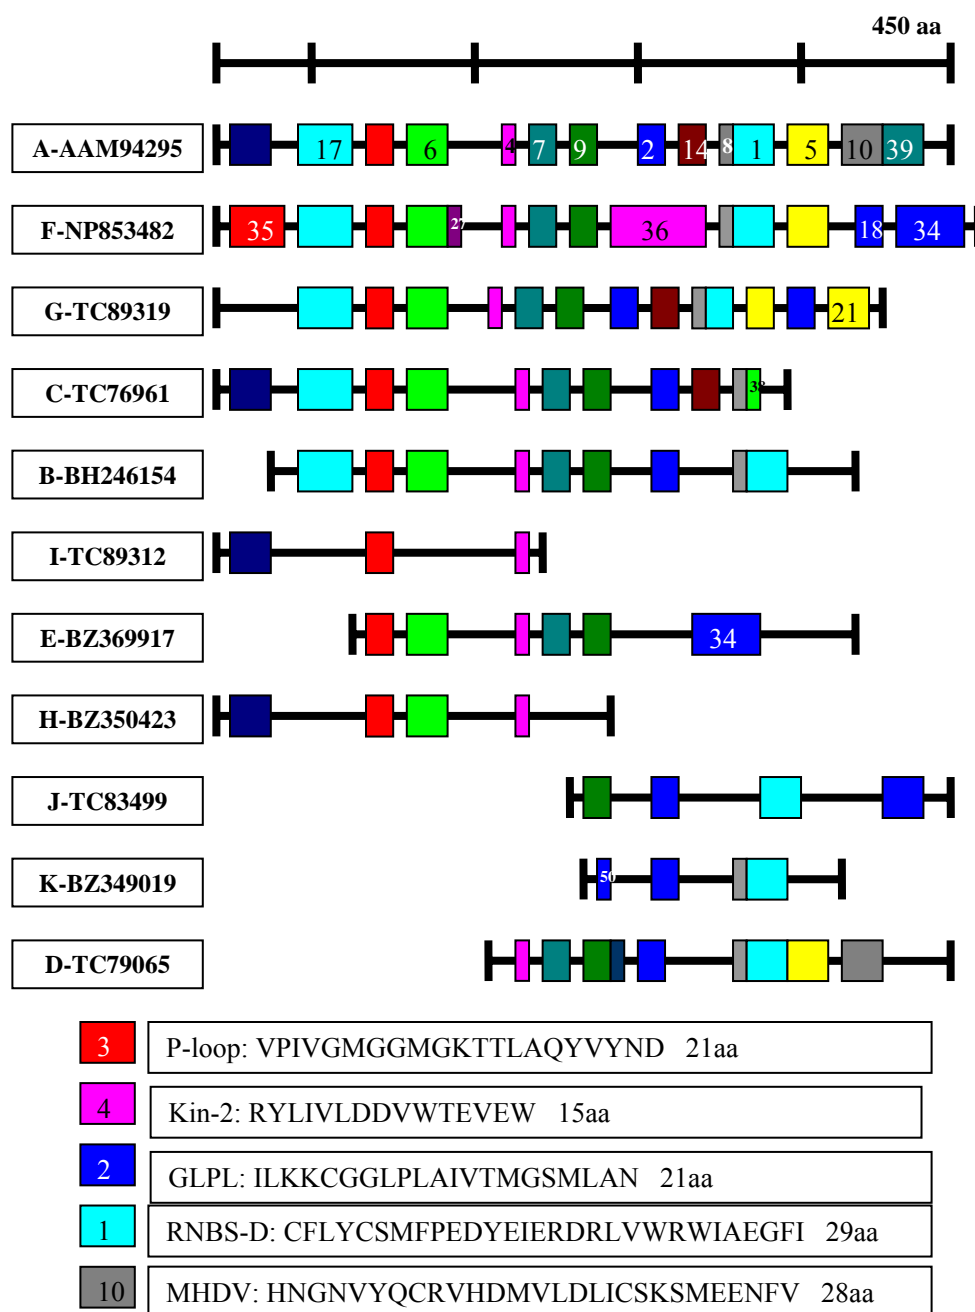 450 aa
A-AAM94295 17 6 4 7 9 2 14 8 1 5 10 39
F-NP853482 35 27 36 18 34
G-TC89319 21
C-TC76961 38
B-BH246154
I-TC89312
E-BZ369917 34
H-BZ350423
J-TC83499
K-BZ349019 50
D-TC79065
3 P-loop: VPIVGMGGMGKTTLAQYVYND 21aa
4 Kin-2: RYLIVLDDVWTEVEW 15aa
2 GLPL: ILKKCGGLPLAIVTMGSMLAN 21aa
1 RNBS-D: CFLYCSMFPEDYEIERDRLVWRWIAEGFI 29aa
10 MHDV: HNGNVYQCRVHDMVLDLICSKSMEENFV 28aa